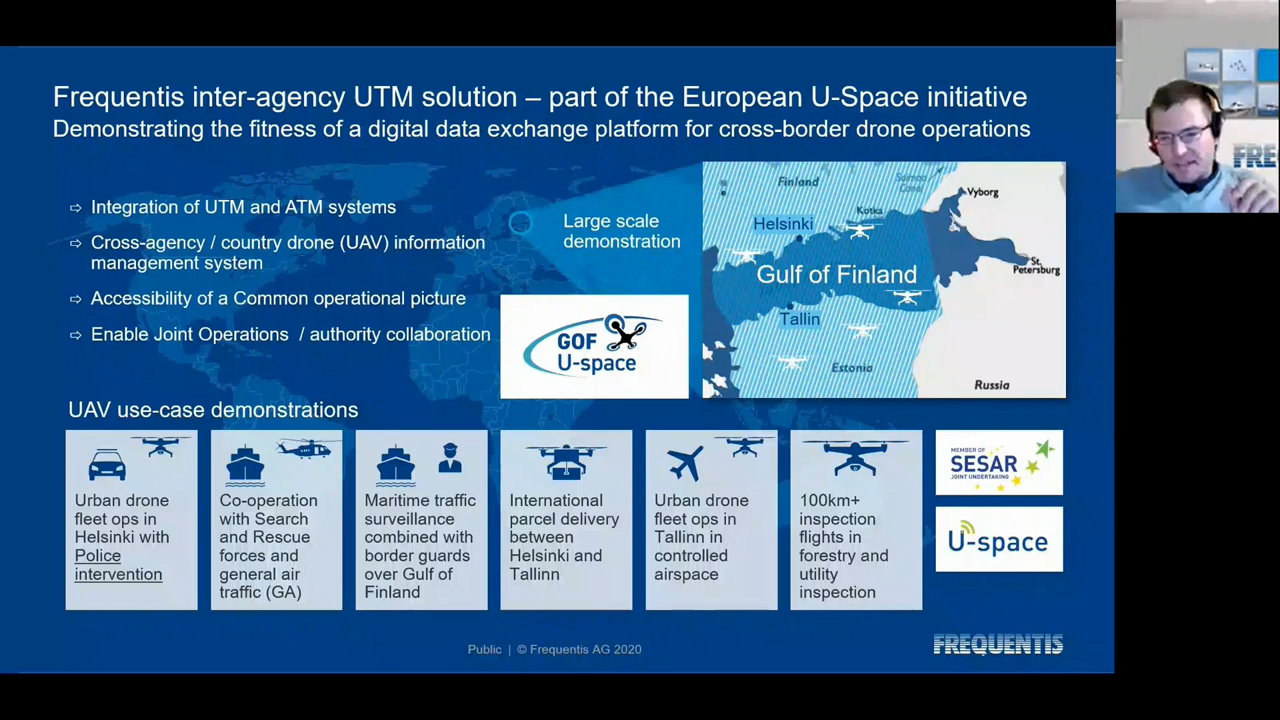 Frequentis inter-agency UTM solution – part of the European U-Space initiative
Demonstrating the fitness of a digital data exchange platform for cross-border drone operations
⇨ Integration of UTM and ATM systems
⇨ Cross-agency / country drone (UAV) information
management system
⇨ Accessibility of a Common operational picture
⇨ Enable Joint Operations / authority collaboration
Large scale
demonstration
GOF
U-space
Finland
Saimaa
Canal
Vyborg
Kotka
Helsinki
St.
Petersburg
Gulf of Finland
Tallin
Estonia
Russia
UAV use-case demonstrations
Urban drone
fleet ops in
Helsinki with
Police
intervention
Co-operation
with Search
and Rescue
forces and
general air
traffic (GA)
Maritime traffic
surveillance
combined with
border guards
over Gulf of
Finland
International
parcel delivery
between
Helsinki and
Tallinn
Urban drone
fleet ops in
Tallinn in
controlled
airspace
100km+
inspection
flights in
forestry and
utility
inspection
MEMBER OF
SESAR
JOINT UNDERTAKING
U-space
Public | © Frequentis AG 2020
FREQUENTIS
FRE